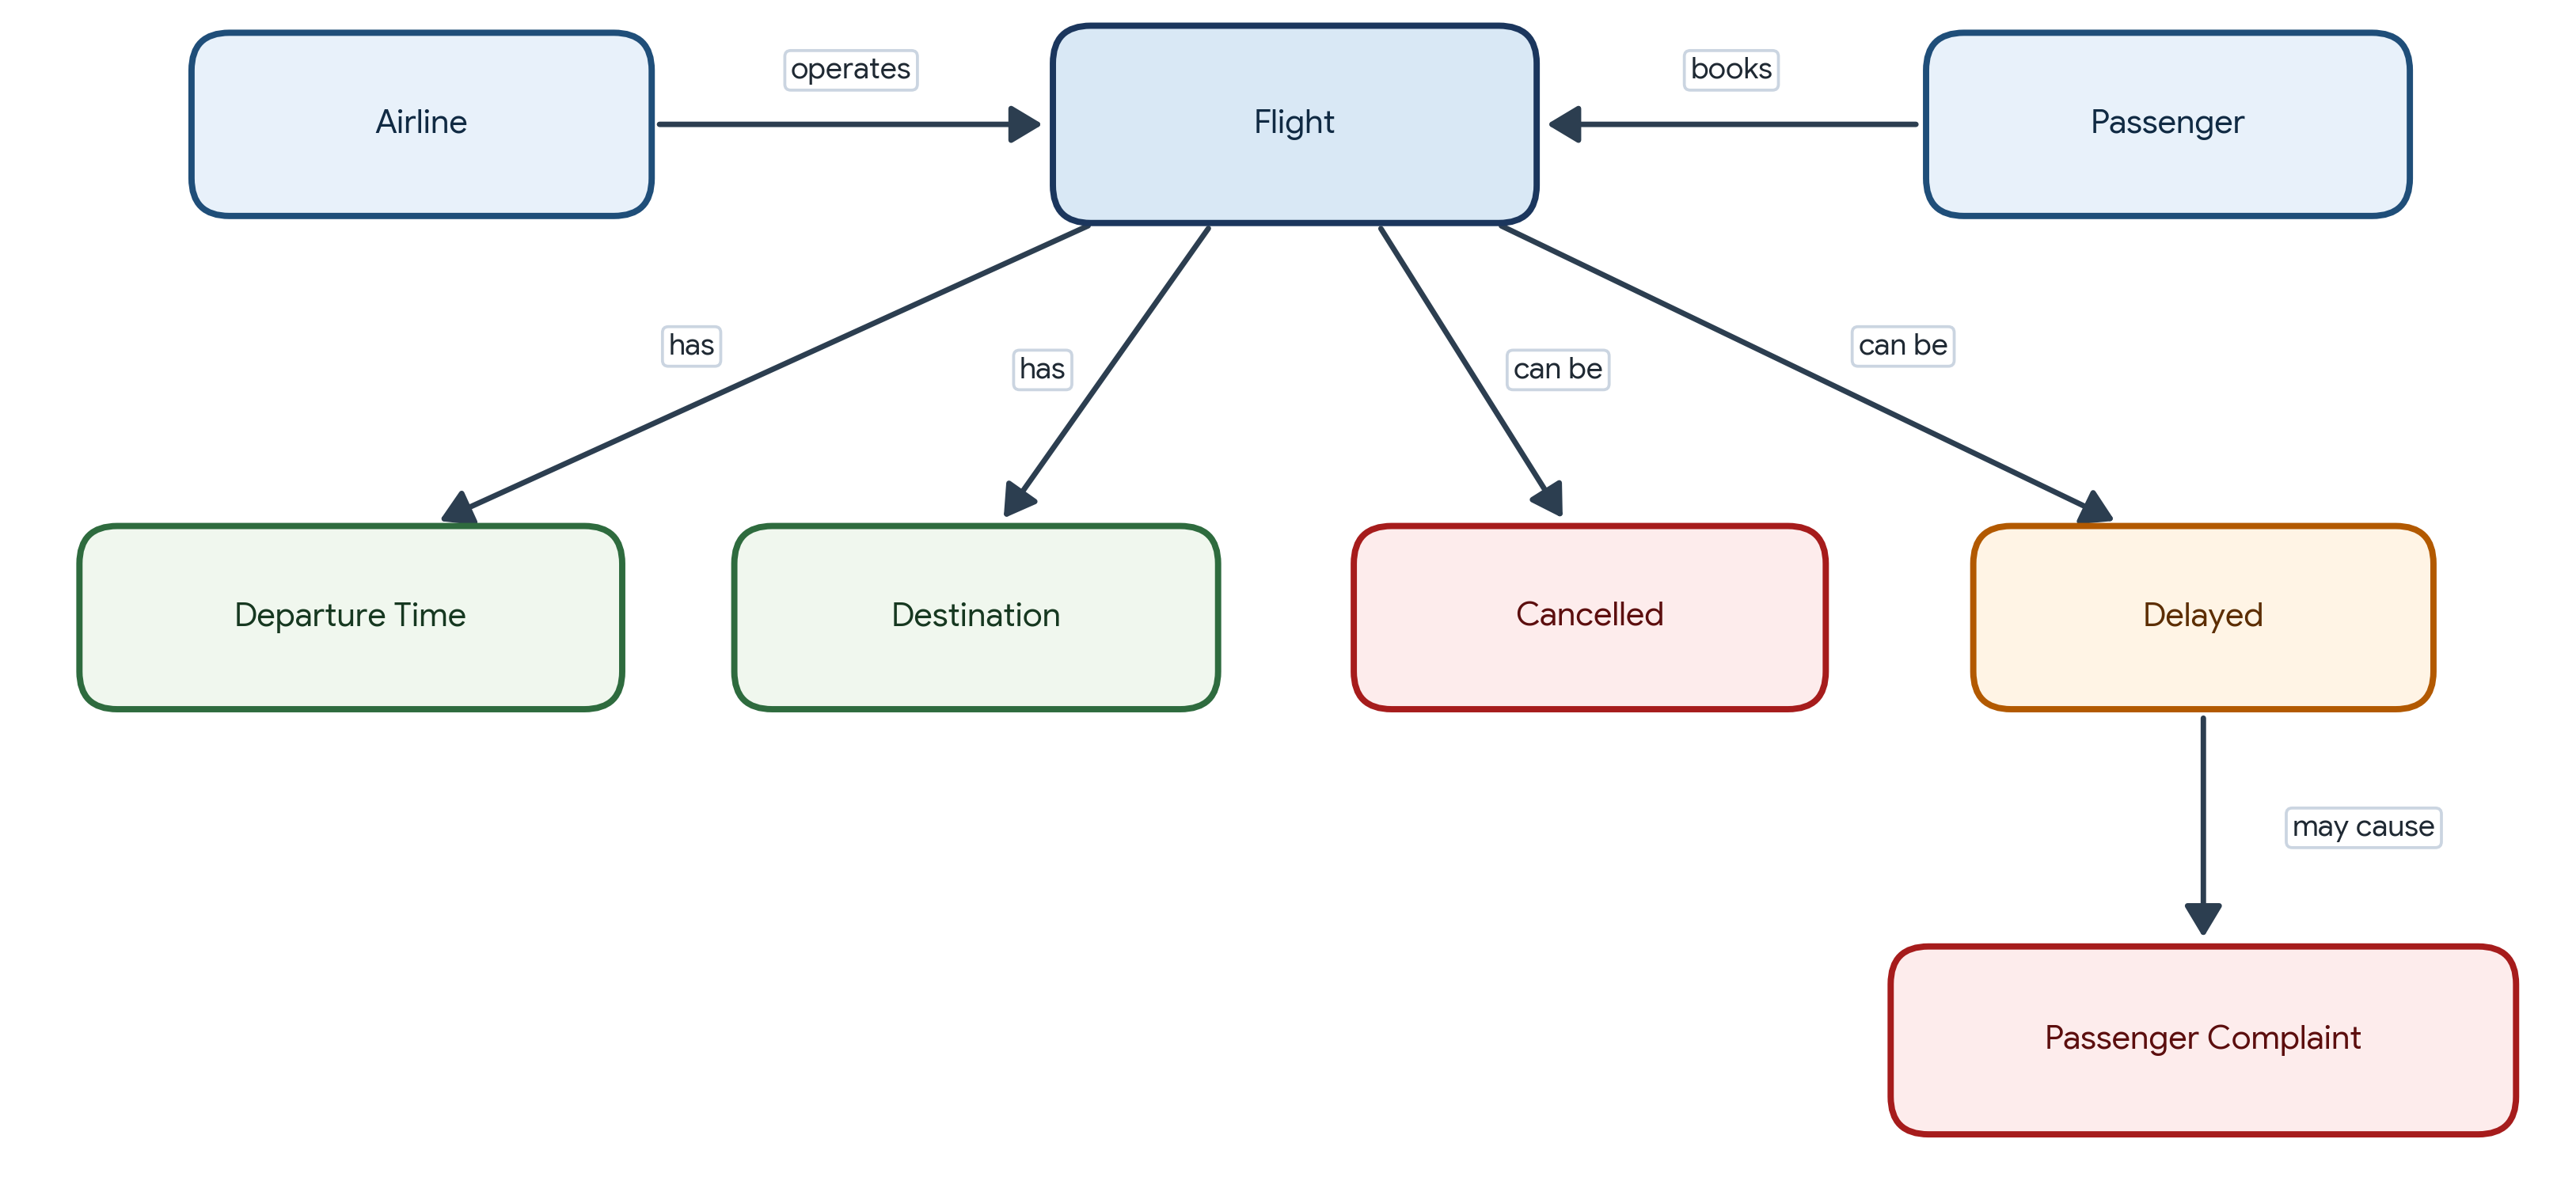 Airline
operates
Flight
books
Passenger
has
has
can be
can be
Departure Time
Destination
Cancelled
Delayed
may cause
Passenger Complaint